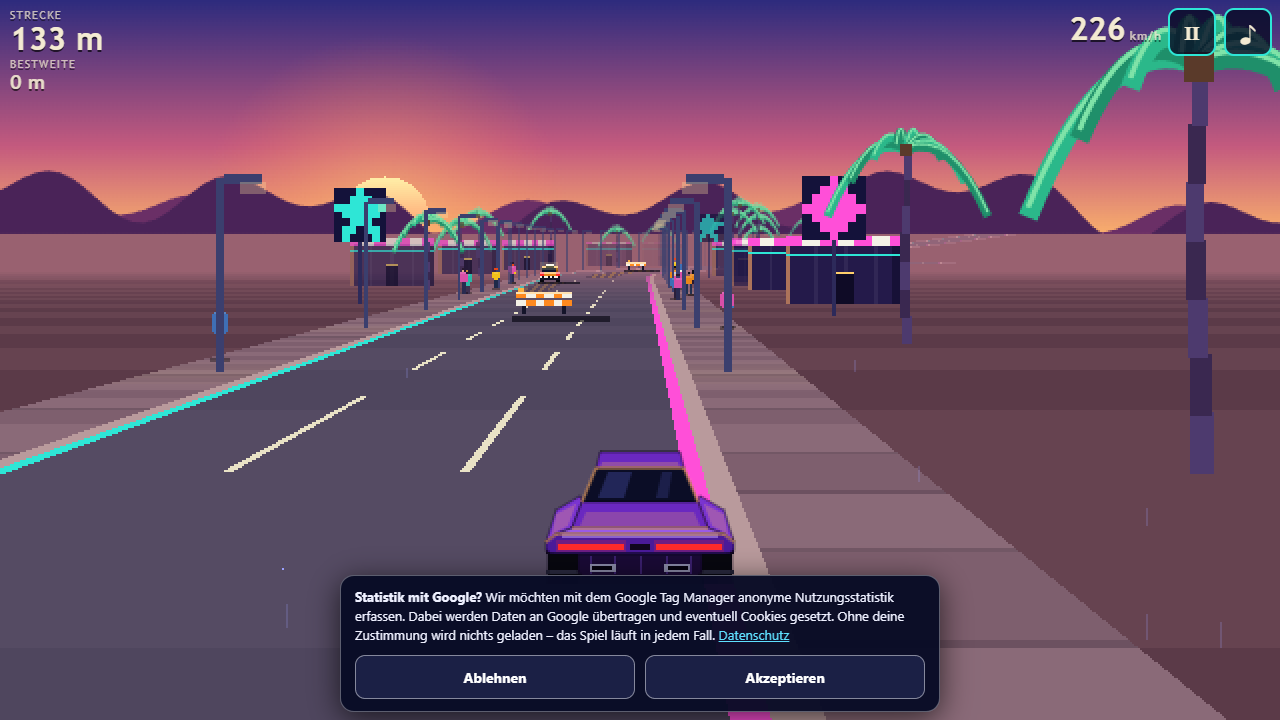 STRECKE
133 m
BESTWEITE
0 m
226 km/h
Statistik mit Google? Wir möchten mit dem Google Tag Manager anonyme Nutzungsstatistik
erfassen. Dabei werden Daten an Google übertragen und eventuell Cookies gesetzt. Ohne deine
Zustimmung wird nichts geladen – das Spiel läuft in jedem Fall. Datenschutz
Ablehnen
Akzeptieren